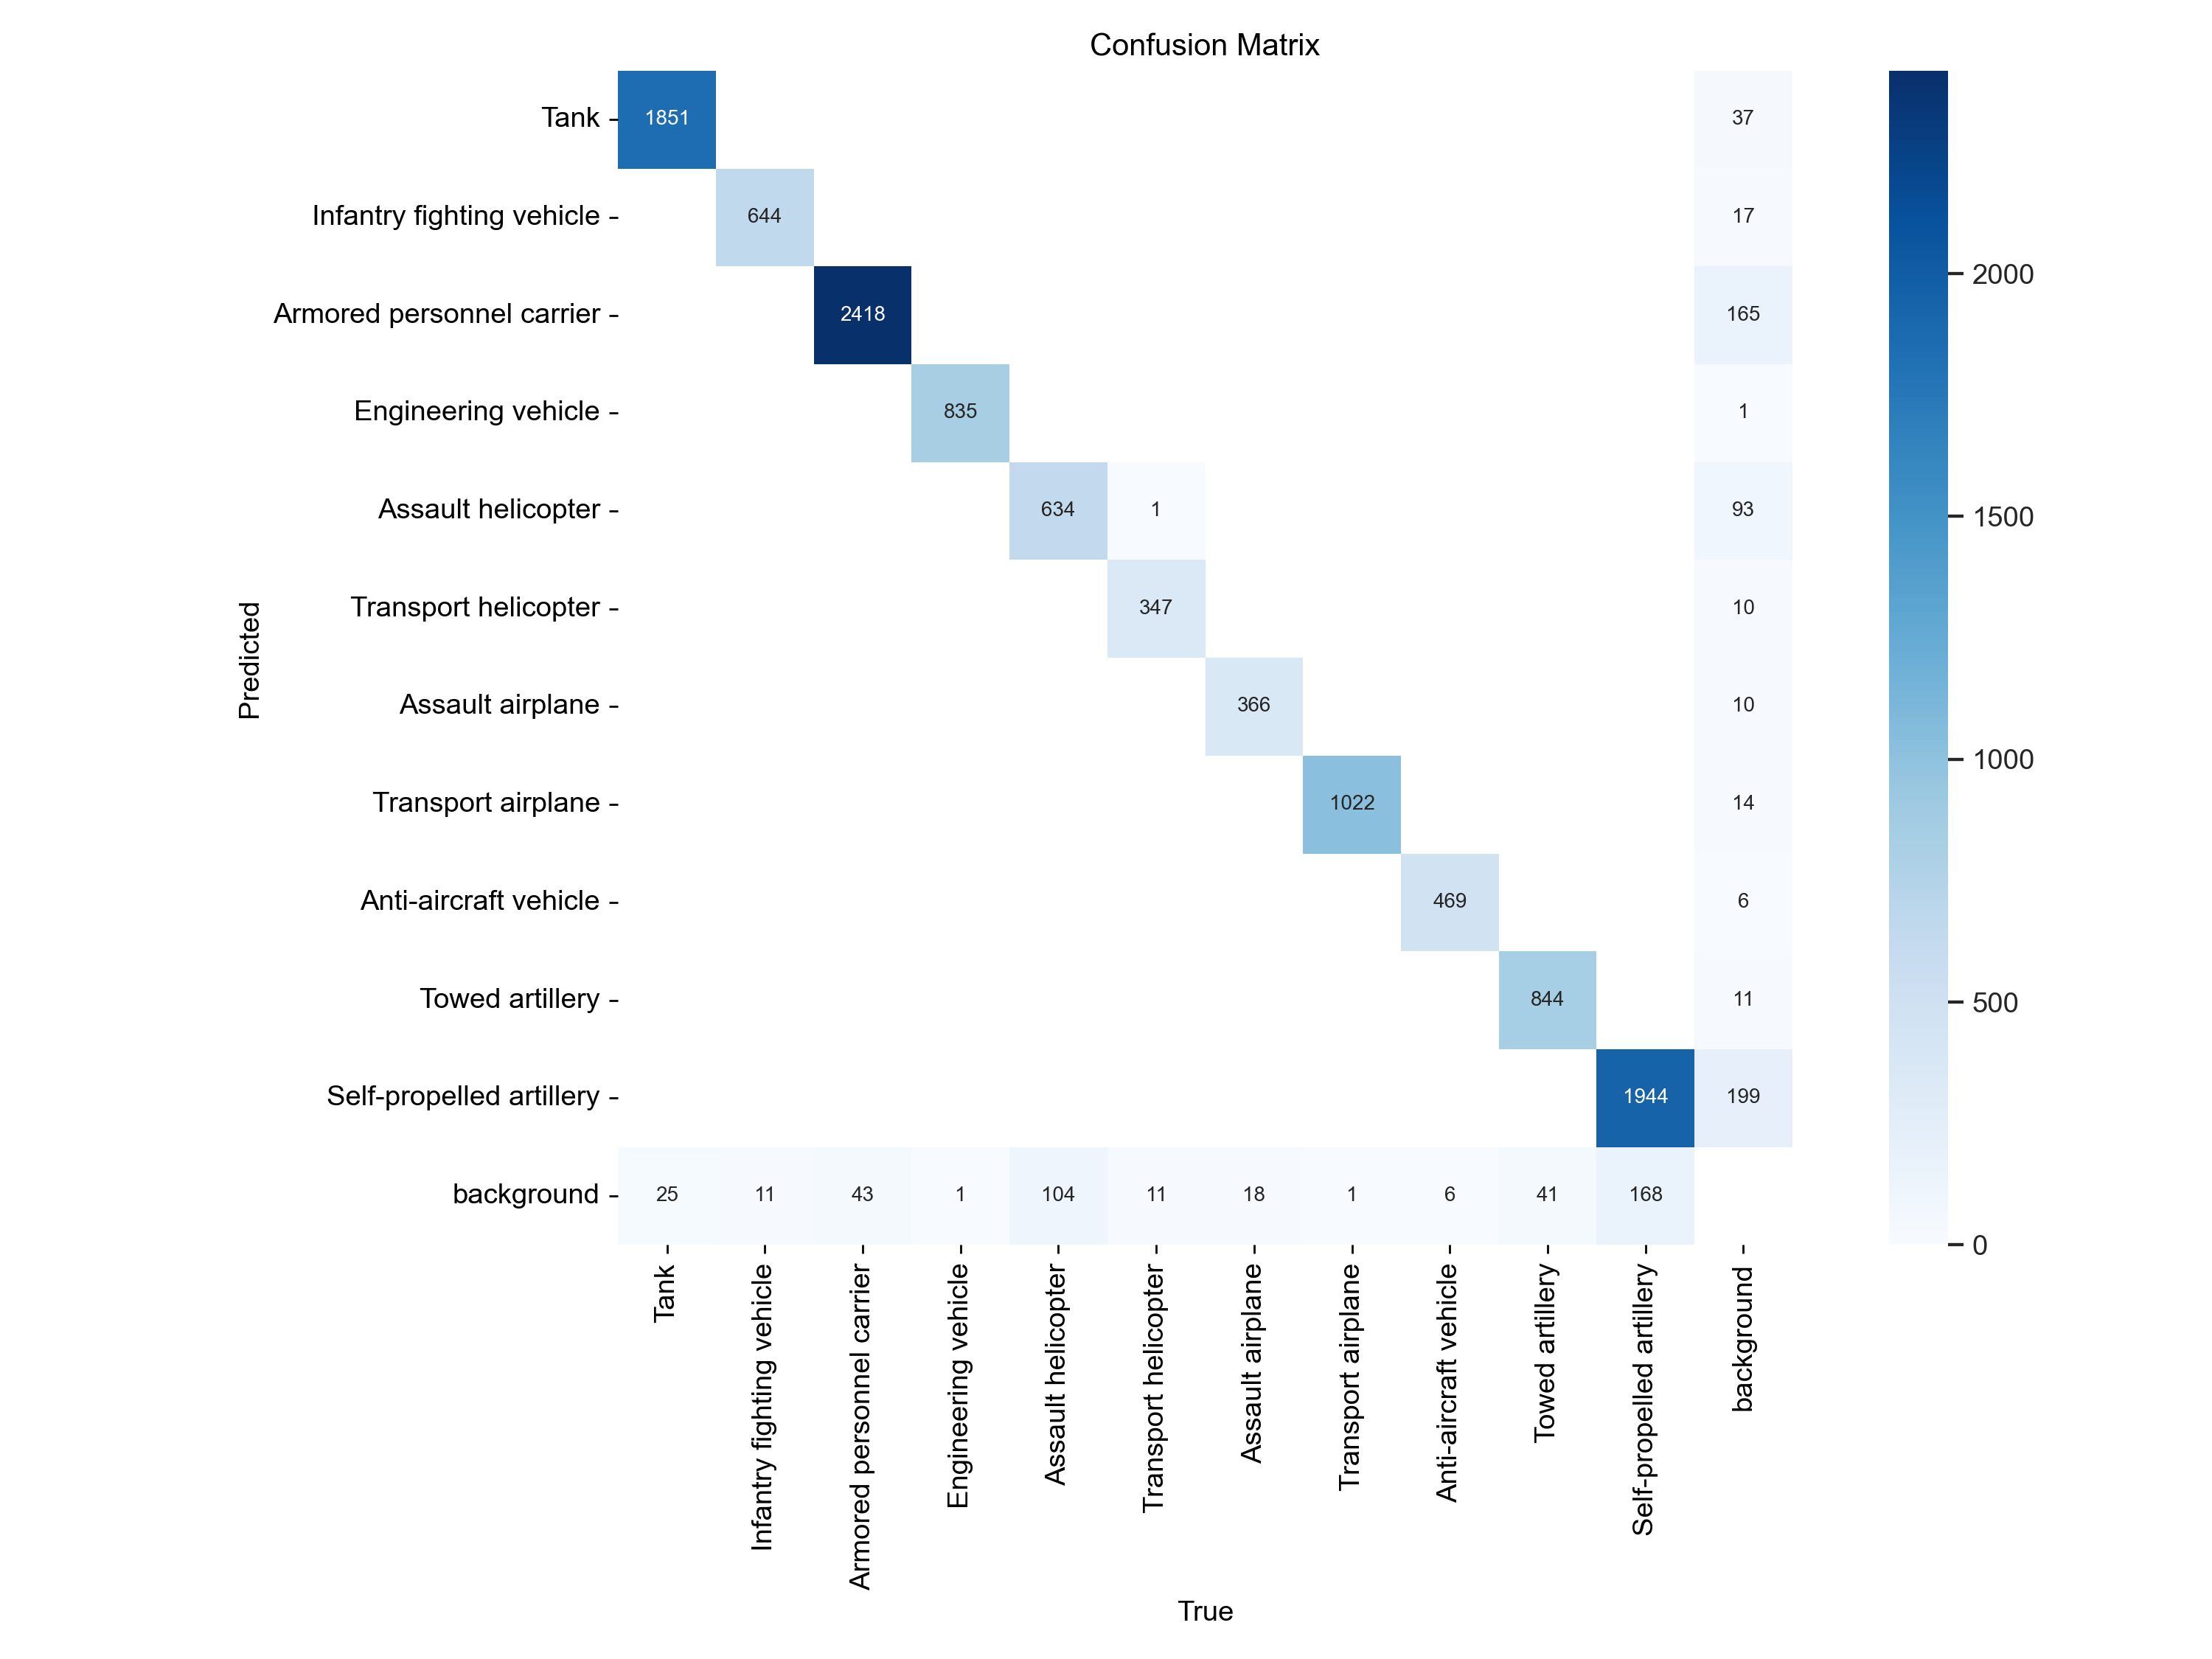 Confusion Matrix
Tank 1851 37
Infantry fighting vehicle 644 17
Armored personnel carrier 2418 165
Engineering vehicle 835 1
Assault helicopter 634 1 93
Transport helicopter 347 10
Assault airplane 366 10
Transport airplane 1022 14
Anti-aircraft vehicle 469 6
Towed artillery 844 11
Self-propelled artillery 1944 199
background 25 11 43 1 104 11 18 1 6 41 168
Predicted
Tank
Infantry fighting vehicle
Armored personnel carrier
Engineering vehicle
Assault helicopter
Transport helicopter
Assault airplane
Transport airplane
Anti-aircraft vehicle
Towed artillery
Self-propelled artillery
background
True
2000
1500
1000
500
0